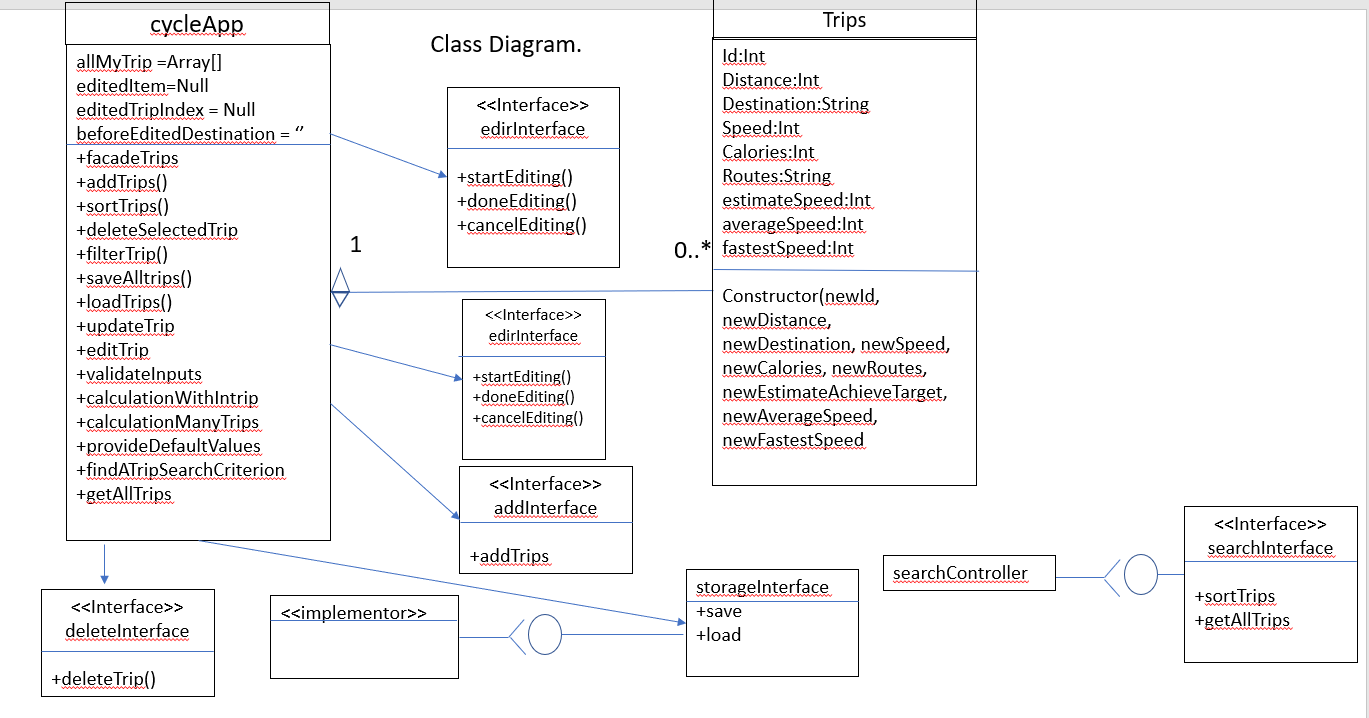 cycleApp
allMyTrip =Array[]
editedItem=Null
editedTripIndex = Null
beforeEditedDestination = ‘’
+facadeTrips
+addTrips()
+sortTrips()
+deleteSelectedTrip
+filterTrip()
+saveAlltrips()
+loadTrips()
+updateTrip
+editTrip
+validateInputs
+calculationWithIntrip
+calculationManyTrips
+provideDefaultValues
+findATripSearchCriterion
+getAllTrips
Class Diagram.
<<Interface>>
edirInterface
+startEditing()
+doneEditing()
+cancelEditing()
1
0..*
Trips
Id:Int
Distance:Int
Destination:String
Speed:Int
Calories:Int
Routes:String
estimateSpeed:Int
averageSpeed:Int
fastestSpeed:Int
Constructor(newId,
newDistance,
newDestination, newSpeed,
newCalories, newRoutes,
newEstimateAchieveTarget,
newAverageSpeed,
newFastestSpeed
<<Interface>>
edirInterface
+startEditing()
+doneEditing()
+cancelEditing()
<<Interface>>
addInterface
+addTrips
<<Interface>>
deleteInterface
+deleteTrip()
<<implementor>>
storageInterface
+save
+load
searchController
<<Interface>>
searchInterface
+sortTrips
+getAllTrips